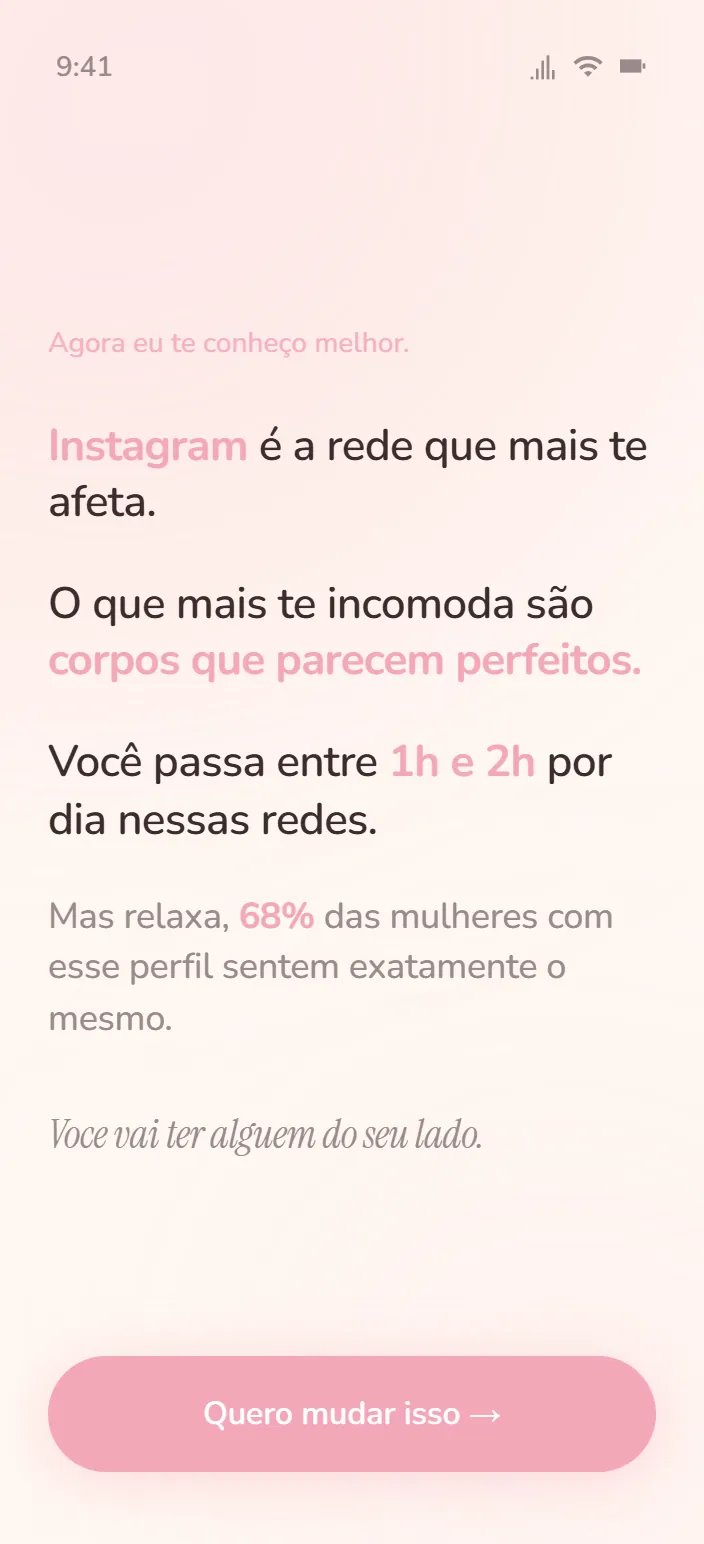 9:41
Agora eu te conheço melhor.
Instagram é a rede que mais te
afeta.
O que mais te incomoda são
corpos que parecem perfeitos.
Você passa entre 1h e 2h por
dia nessas redes.
Mas relaxa, 68% das mulheres com
esse perfil sentem exatamente o
mesmo.
Voce vai ter alguem do seu lado.
Quero mudar isso →